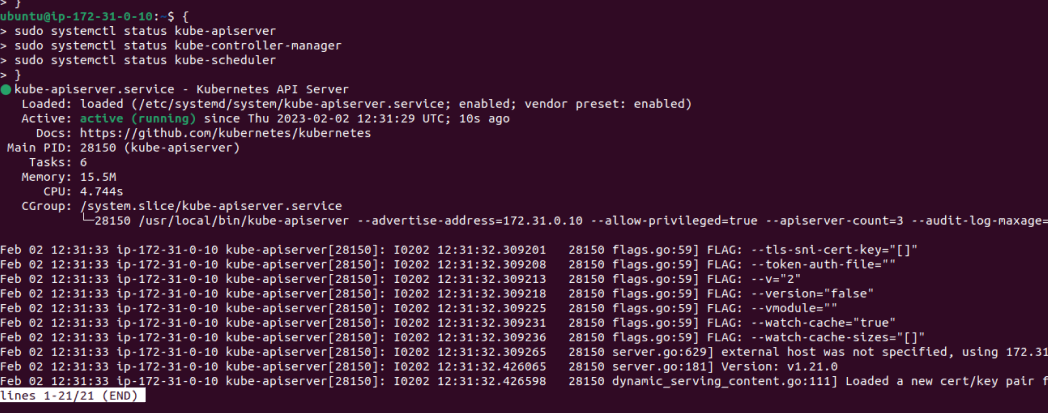 > }
ubuntu@ip-172-31-0-10:~$ {
> sudo systemctl status kube-apiserver
> sudo systemctl status kube-controller-manager
> sudo systemctl status kube-scheduler
> }
● kube-apiserver.service - Kubernetes API Server
Loaded: loaded (/etc/systemd/system/kube-apiserver.service; enabled; vendor preset: enabled)
Active: active (running) since Thu 2023-02-02 12:31:29 UTC; 10s ago
Docs: https://github.com/kubernetes/kubernetes
Main PID: 28150 (kube-apiserver)
Tasks: 6
Memory: 15.5M
CPU: 4.744s
CGroup: /system.slice/kube-apiserver.service
└─28150 /usr/local/bin/kube-apiserver --advertise-address=172.31.0.10 --allow-privileged=true --apiserver-count=3 --audit-log-maxage=
Feb 02 12:31:33 ip-172-31-0-10 kube-apiserver[28150]: I0202 12:31:32.309201 28150 flags.go:59] FLAG: --tls-sni-cert-key="[]"
Feb 02 12:31:33 ip-172-31-0-10 kube-apiserver[28150]: I0202 12:31:32.309208 28150 flags.go:59] FLAG: --token-auth-file=""
Feb 02 12:31:33 ip-172-31-0-10 kube-apiserver[28150]: I0202 12:31:32.309213 28150 flags.go:59] FLAG: --v="2"
Feb 02 12:31:33 ip-172-31-0-10 kube-apiserver[28150]: I0202 12:31:32.309218 28150 flags.go:59] FLAG: --version="false"
Feb 02 12:31:33 ip-172-31-0-10 kube-apiserver[28150]: I0202 12:31:32.309225 28150 flags.go:59] FLAG: --vmodule=""
Feb 02 12:31:33 ip-172-31-0-10 kube-apiserver[28150]: I0202 12:31:32.309231 28150 flags.go:59] FLAG: --watch-cache="true"
Feb 02 12:31:33 ip-172-31-0-10 kube-apiserver[28150]: I0202 12:31:32.309236 28150 flags.go:59] FLAG: --watch-cache-sizes="[]"
Feb 02 12:31:33 ip-172-31-0-10 kube-apiserver[28150]: I0202 12:31:32.309265 28150 server.go:629] external host was not specified, using 172.31
Feb 02 12:31:33 ip-172-31-0-10 kube-apiserver[28150]: I0202 12:31:32.426065 28150 server.go:181] Version: v1.21.0
Feb 02 12:31:33 ip-172-31-0-10 kube-apiserver[28150]: I0202 12:31:32.426598 28150 dynamic_serving_content.go:111] Loaded a new cert/key pair f
lines 1-21/21 (END)